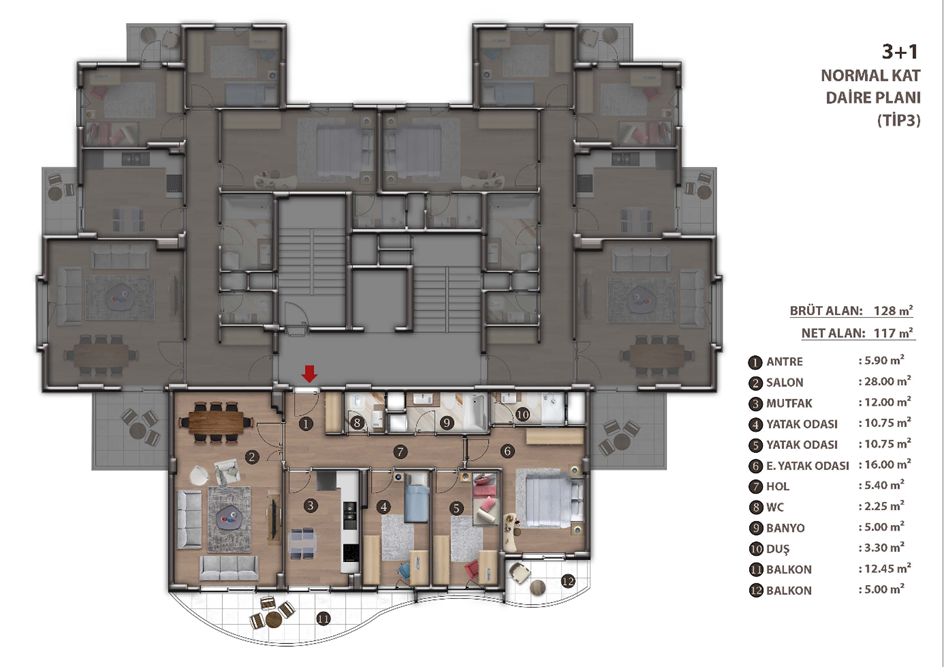 3+1
NORMAL KAT
DAİRE PLANI
(TİP3)
BRÜT ALAN: 128 m²
NET ALAN: 117 m²
1 ANTRE : 5.90 m²
2 SALON : 28.00 m²
3 MUTFAK : 12.00 m²
4 YATAK ODASI : 10.75 m²
5 YATAK ODASI : 10.75 m²
6 E. YATAK ODASI : 16.00 m²
7 HOL : 5.40 m²
8 WC : 2.25 m²
9 BANYO : 5.00 m²
10 DUŞ : 3.30 m²
11 BALKON : 12.45 m²
12 BALKON : 5.00 m²
1
8
9
10
2
7
6
3
4
5
12
11